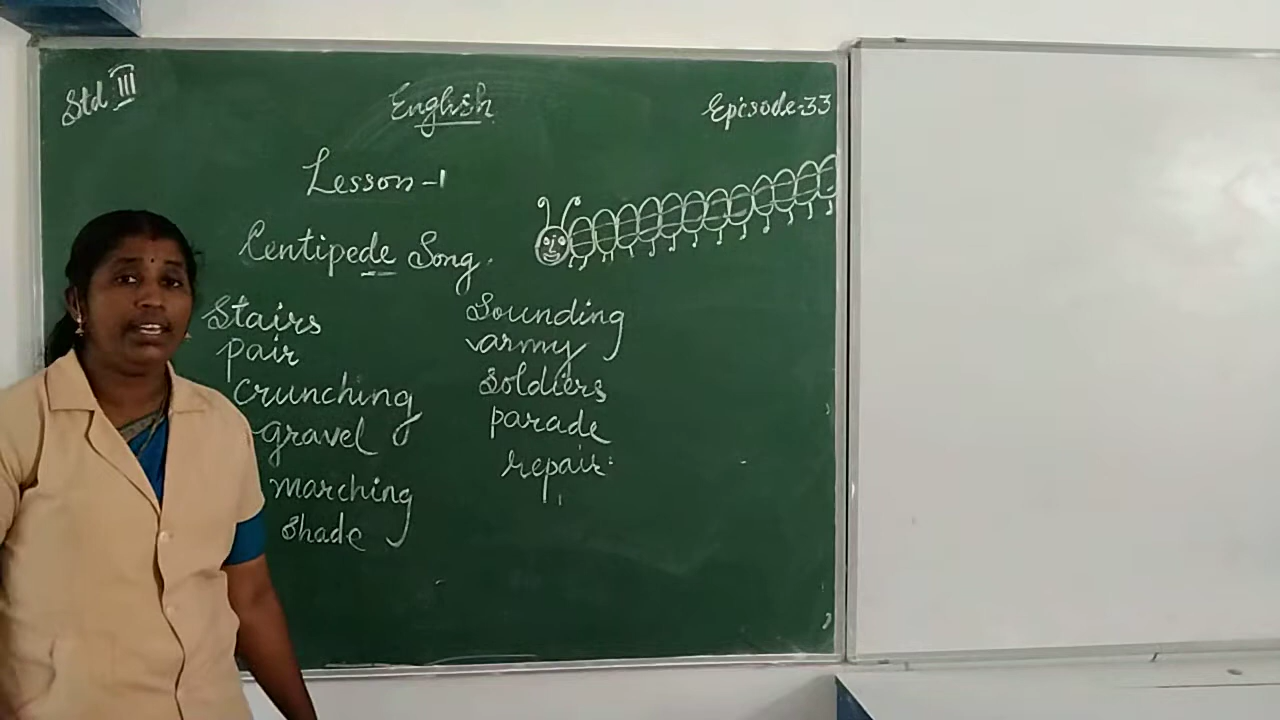 Std III
English
Episode-33
Lesson-1
Centipede Song.
Stairs
pair
crunching
gravel
marching
shade
Sounding
army
soldiers
parade
repair